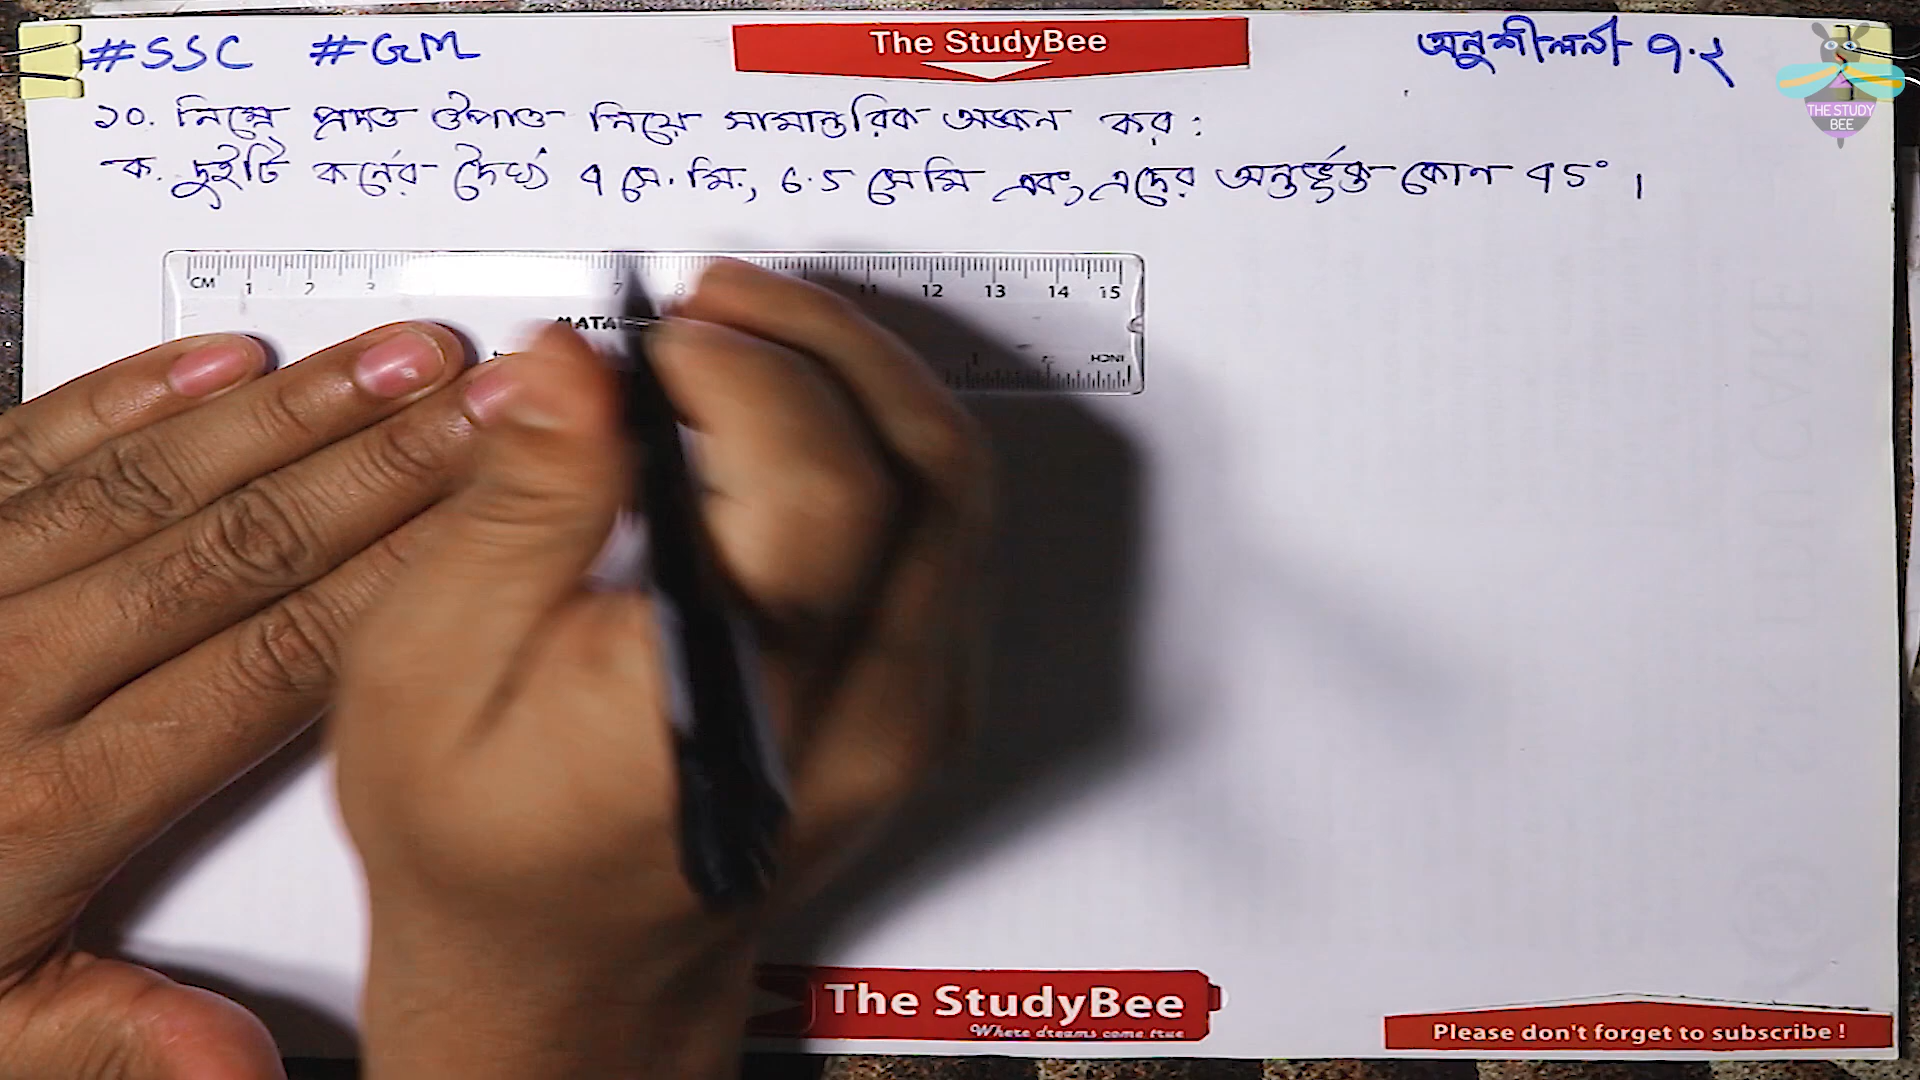 #SSC #GM
The StudyBee
অনুশীলনী ৭.২
THE STUDY BEE
১০. নিম্নে প্রদত্ত উপাত্ত নিয়ে সামান্তরিক অঙ্কন কর:
ক. দুইটি কর্ণের দৈর্ঘ্য ৭ সে.মি., ৬.৫ সেমি এবং এদের অন্তর্ভুক্ত কোণ ৭৫°।
CM 1 2 3 7 8 11 12 13 14 15
INCH
The StudyBee
Where dreams come true
Please don't forget to subscribe !